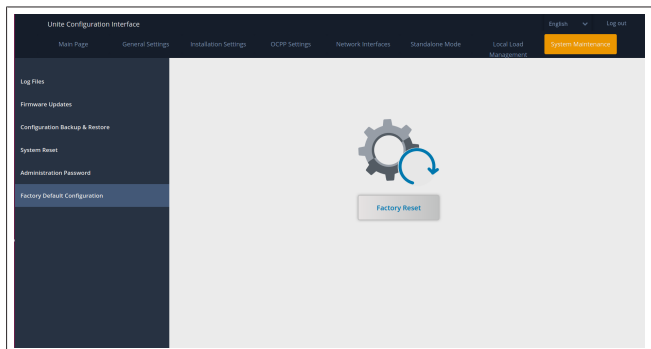 Unite Configuration Interface
English
Log out
Main Page
General Settings
Installation Settings
OCPP Settings
Network Interfaces
Standalone Mode
Local Load
Management
System Maintenance
Log Files
Firmware Updates
Configuration Backup & Restore
System Reset
Administration Password
Factory Default Configuration
Factory Reset